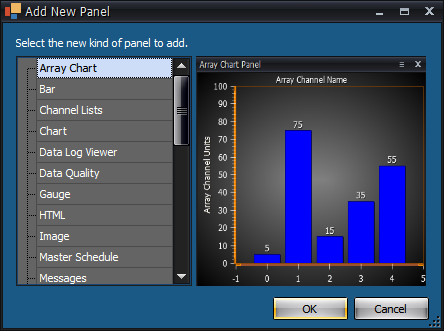 Add New Panel
Select the new kind of panel to add.
Array Chart
Bar
Channel Lists
Chart
Data Log Viewer
Data Quality
Gauge
HTML
Image
Master Schedule
Messages
Array Chart Panel
Array Channel Name
Array Channel Units
100
90
80
70
60
50
40
30
20
10
0
5
75
15
35
55
-1 0 1 2 3 4 5
OK Cancel